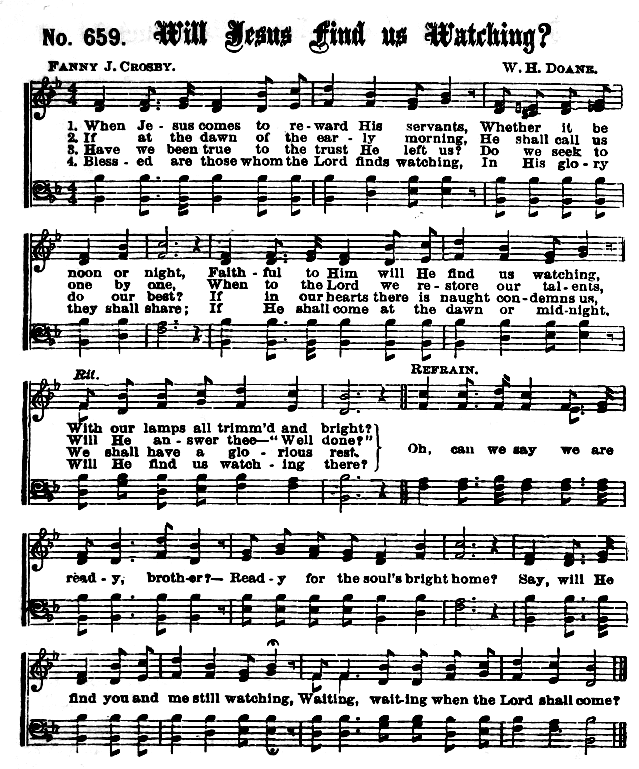 No. 659. Will Jesus Find us Watching?
FANNY J. CROSBY. W. H. DOANE.
1. When Je - sus comes to re - ward His servants, Whether it be
2. If at the dawn of the ear - ly morning, He shall call us
3. Have we been true to the trust He left us? Do we seek to
4. Bless - ed are those whom the Lord finds watching, In His glo - ry
noon or night, Faith - ful to Him will He find us watching,
one by one, When to the Lord we re - store our tal - ents,
do our best? If in our hearts there is naught con - demns us,
they shall share; If He shall come at the dawn or mid - night,
Rit. REFRAIN.
With our lamps all trimm'd and bright?
Will He an - swer thee—"Well done?"
We shall have a glo - rious rest.
Will He find us watch - ing there?
Oh, can we say we are
read - y, broth - er?— Read - y for the soul's bright home? Say, will He
find you and me still watching, Waiting, wait - ing when the Lord shall come?